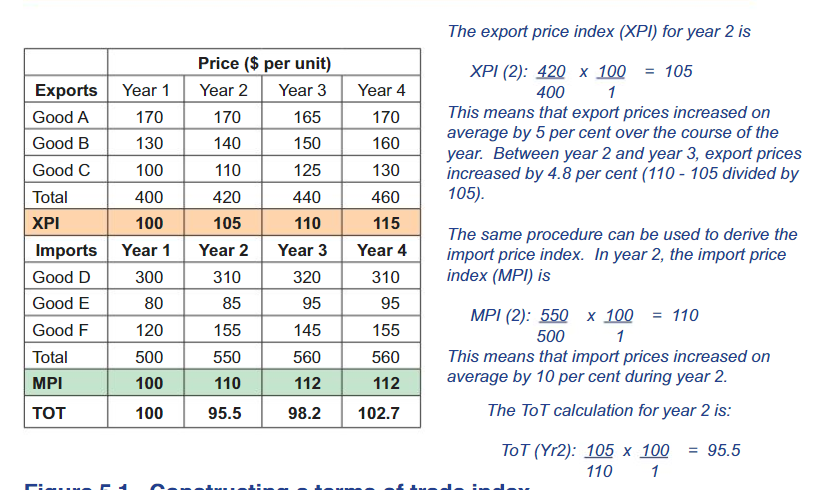 Price ($ per unit)
Exports Year 1 Year 2 Year 3 Year 4
Good A 170 170 165 170
Good B 130 140 150 160
Good C 100 110 125 130
Total 400 420 440 460
XPI 100 105 110 115
Imports Year 1 Year 2 Year 3 Year 4
Good D 300 310 320 310
Good E 80 85 95 95
Good F 120 155 145 155
Total 500 550 560 560
MPI 100 110 112 112
TOT 100 95.5 98.2 102.7
The export price index (XPI) for year 2 is
XPI (2): 420 x 100 = 105
400 1
This means that export prices increased on
average by 5 per cent over the course of the
year. Between year 2 and year 3, export prices
increased by 4.8 per cent (110 - 105 divided by
105).
The same procedure can be used to derive the
import price index. In year 2, the import price
index (MPI) is
MPI (2): 550 x 100 = 110
500 1
This means that import prices increased on
average by 10 per cent during year 2.
The ToT calculation for year 2 is:
ToT (Yr2): 105 x 100 = 95.5
110 1
Figure 5.1 Constructing a terms of trade index